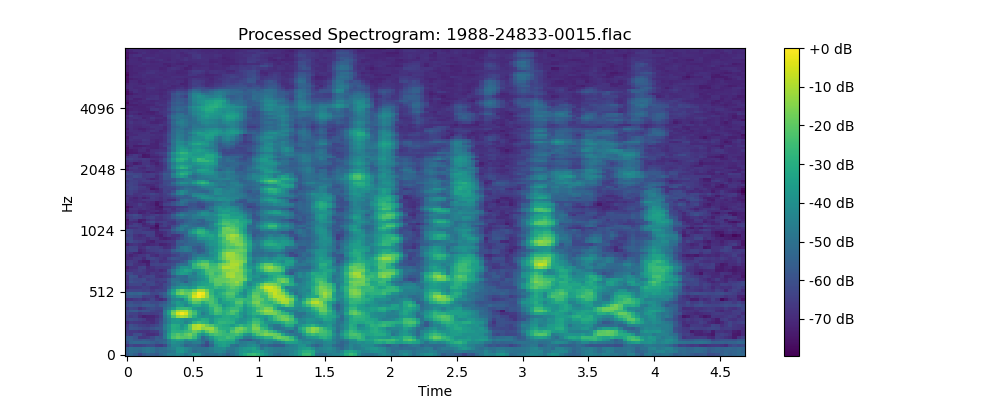 Processed Spectrogram: 1988-24833-0015.flac
Hz
4096
2048
1024
512
0
0 0.5 1 1.5 2 2.5 3 3.5 4 4.5
Time
+0 dB
-10 dB
-20 dB
-30 dB
-40 dB
-50 dB
-60 dB
-70 dB